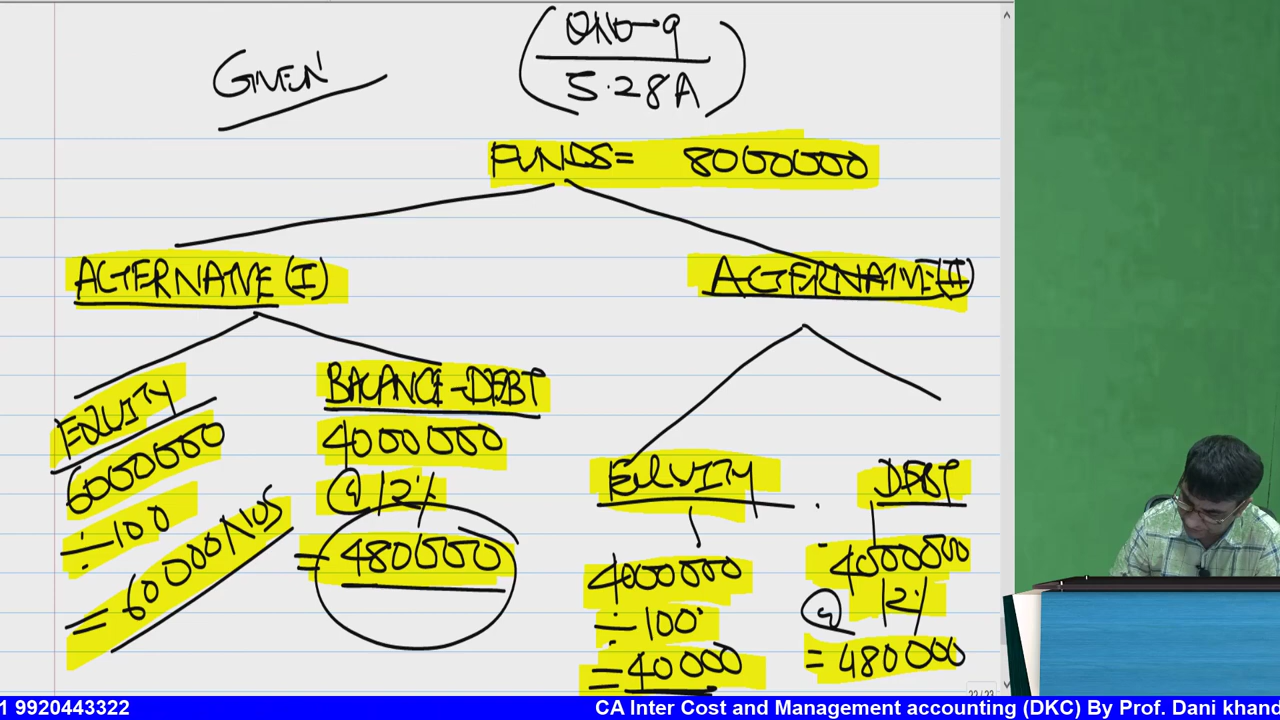 GIVEN
QNO→9
5.28A
FUNDS= 8000000
ALTERNATIVE (I)
ALTERNATIVE (II)
EQUITY
6000000
÷100
= 60000 NOS
BALANCE-DEBT
4000000
@ 12%
= 480000
EQUITY
4000000
÷ 100
= 40000
DEBT
4000000
@ 12%
= 480000
1 9920443322
CA Inter Cost and Management accounting (DKC) By Prof. Dani khand